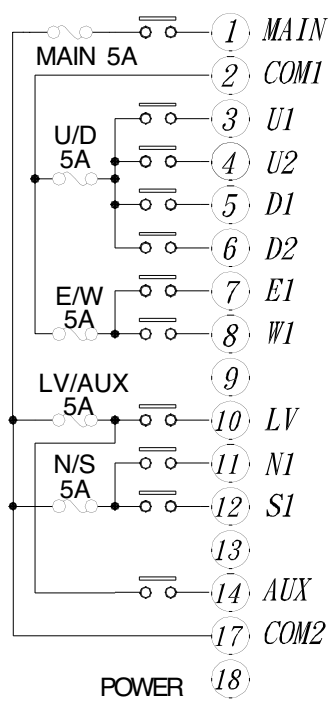 1 MAIN
MAIN 5A
2 COM1
3 U1
U/D
5A
4 U2
5 D1
6 D2
E/W
5A
7 E1
8 W1
9
LV/AUX
5A
10 LV
N/S
5A
11 N1
12 S1
13
14 AUX
17 COM2
POWER 18